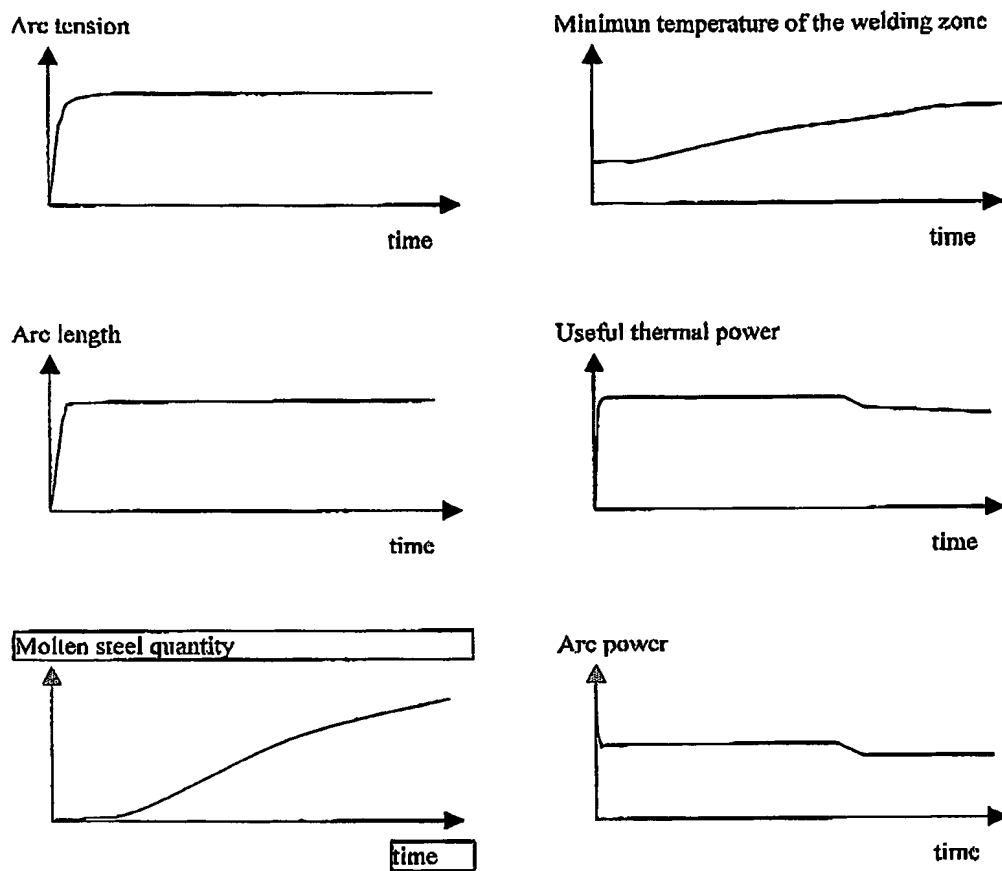 Arc tension
time
Minimun temperature of the welding zone
time
Arc length
time
Useful thermal power
time
Molten steel quantity
time
Arc power
time